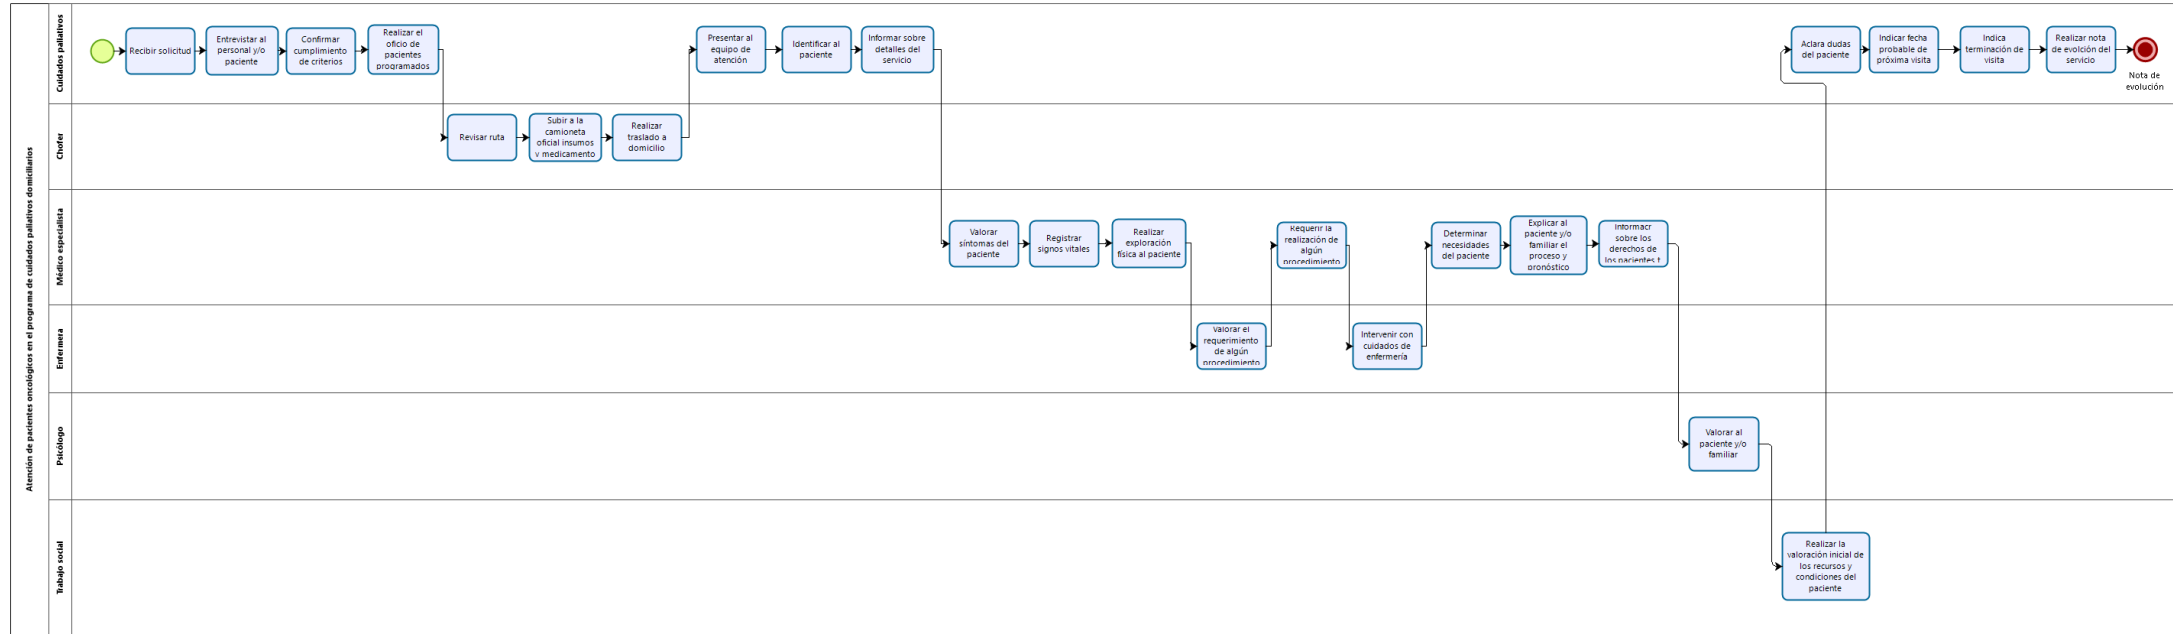 Atención de pacientes oncológicos en el programa de cuidados paliativos domiciliarios
Cuidados paliativos
Recibir solicitud
Entrevistar al
personal y/o
paciente
Confirmar
cumplimiento
de criterios
Realizar el
oficio de
pacientes
programados
Presentar al
equipo de
atención
Identificar al
paciente
Informar sobre
detalles del
servicio
Aclara dudas
del paciente
Indicar fecha
probable de
próxima visita
Indica
terminación de
visita
Realizar nota
de evolción del
servicio
Nota de
evolución
Chofer
Revisar ruta
Subir a la
camioneta
oficial insumos
y medicamento
Realizar
traslado a
domicilio
Médico especialista
Valorar
síntomas del
paciente
Registrar
signos vitales
Realizar
exploración
física al paciente
Requerir la
realización de
algún
procedimiento
Determinar
necesidades
del paciente
Explicar al
paciente y/o
familiar el
proceso y
pronóstico
Informacr
sobre los
derechos de
los pacientes t
Enfermera
Valorar el
requerimiento
de algún
procedimiento
Intervenir con
cuidados de
enfermería
Psicólogo
Valorar al
paciente y/o
familiar
Trabajo social
Realizar la
valoración inicial de
los recursos y
condiciones del
paciente